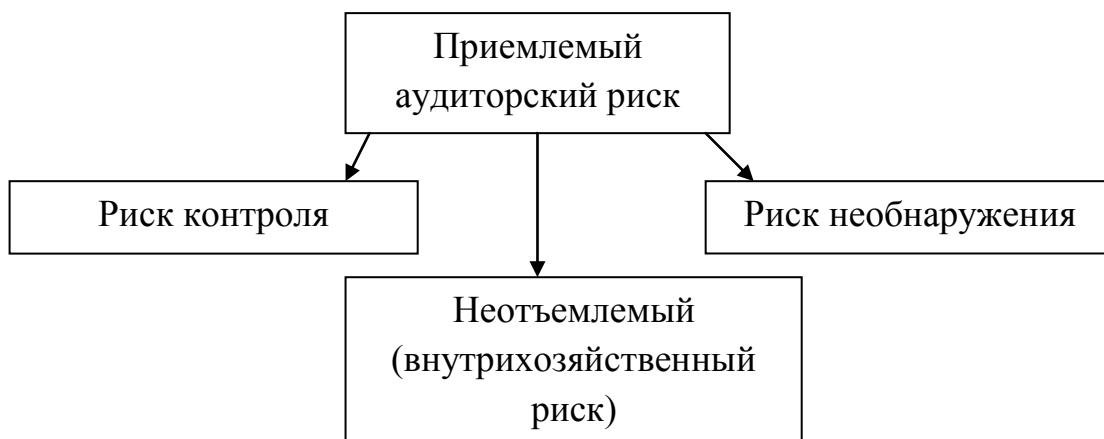 Приемлемый
аудиторский риск
Риск контроля
Риск необнаружения
Неотъемлемый
(внутрихозяйственный
риск)